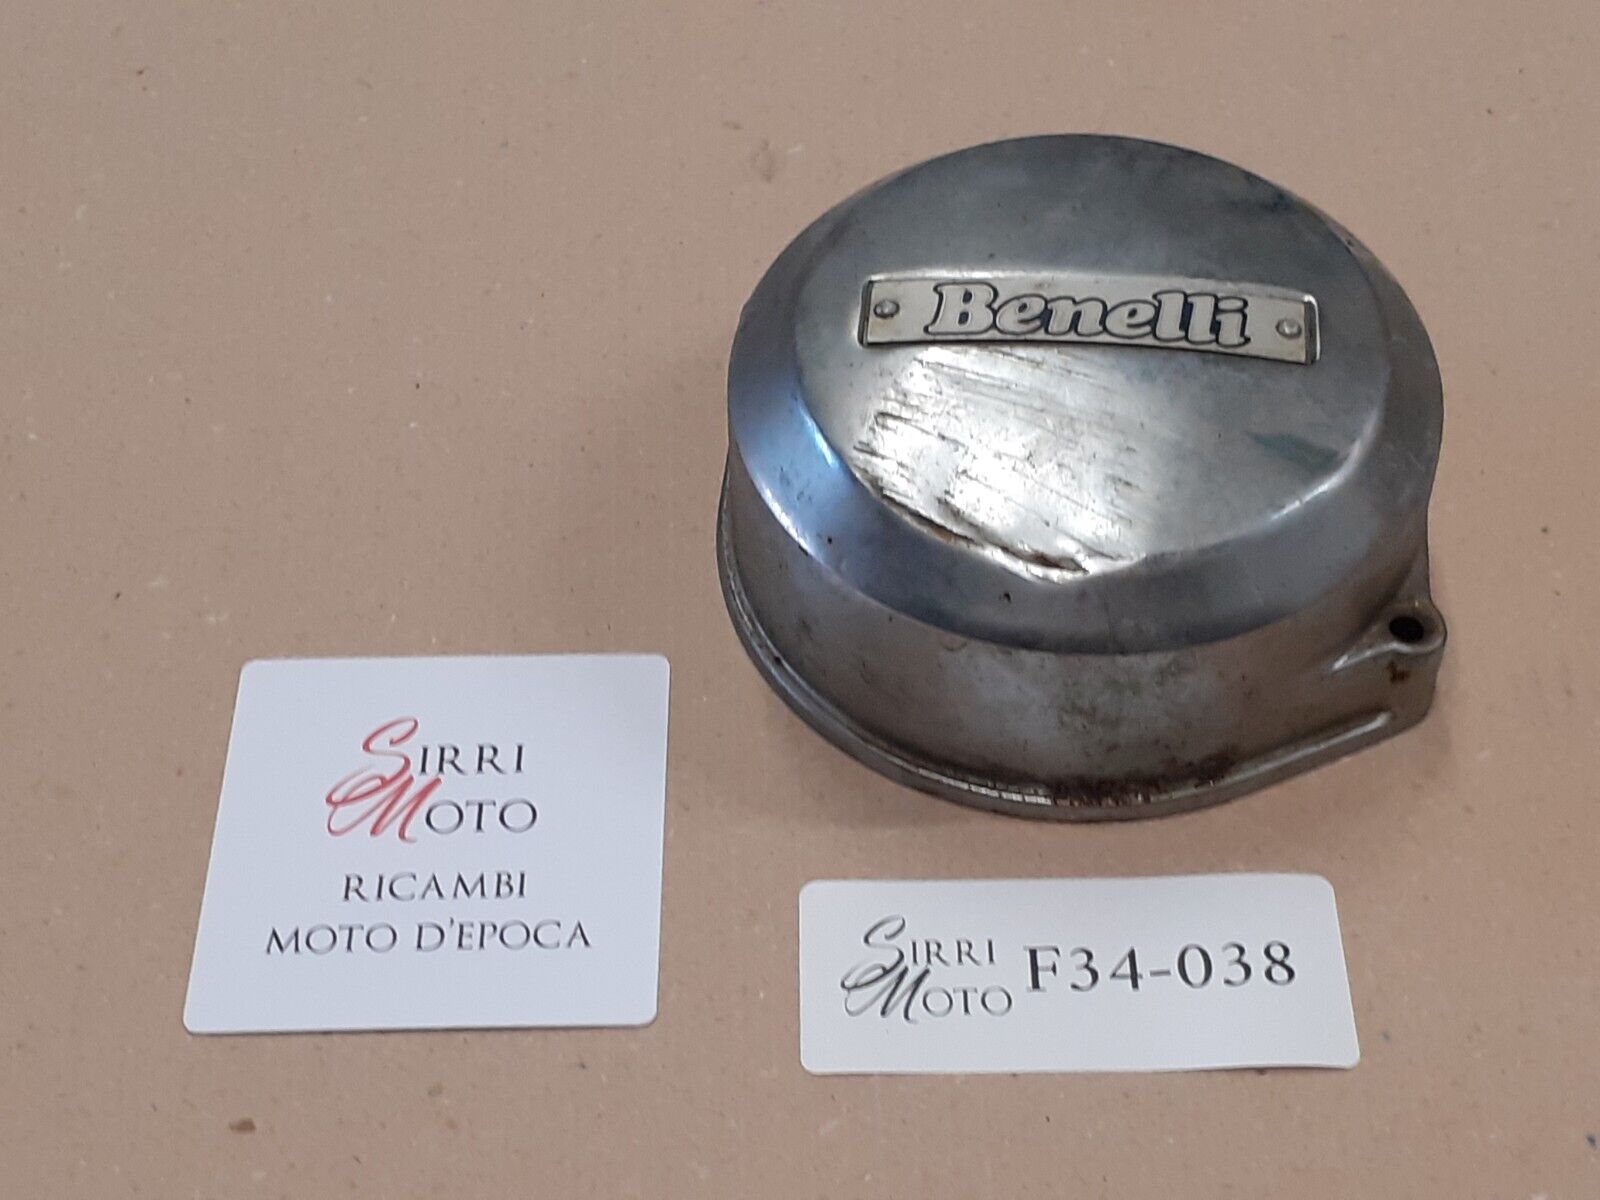 Benelli
SIRRI
MOTO
RICAMBI
MOTO D'EPOCA
SIRRI
MOTO
F34-038